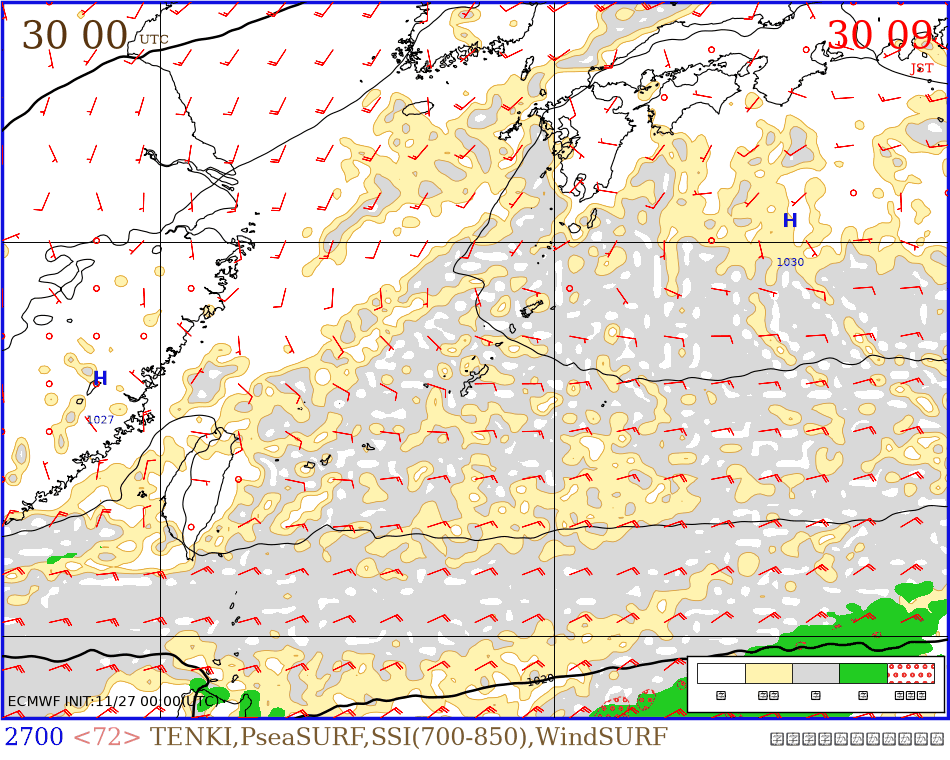 30 00 UTC
30 09 JST
H
1030
H
1027
1020
ECMWF INIT:11/27 00:00(UTC)
2700 <72> TENKI,PseaSURF,SSI(700-850),WindSURF